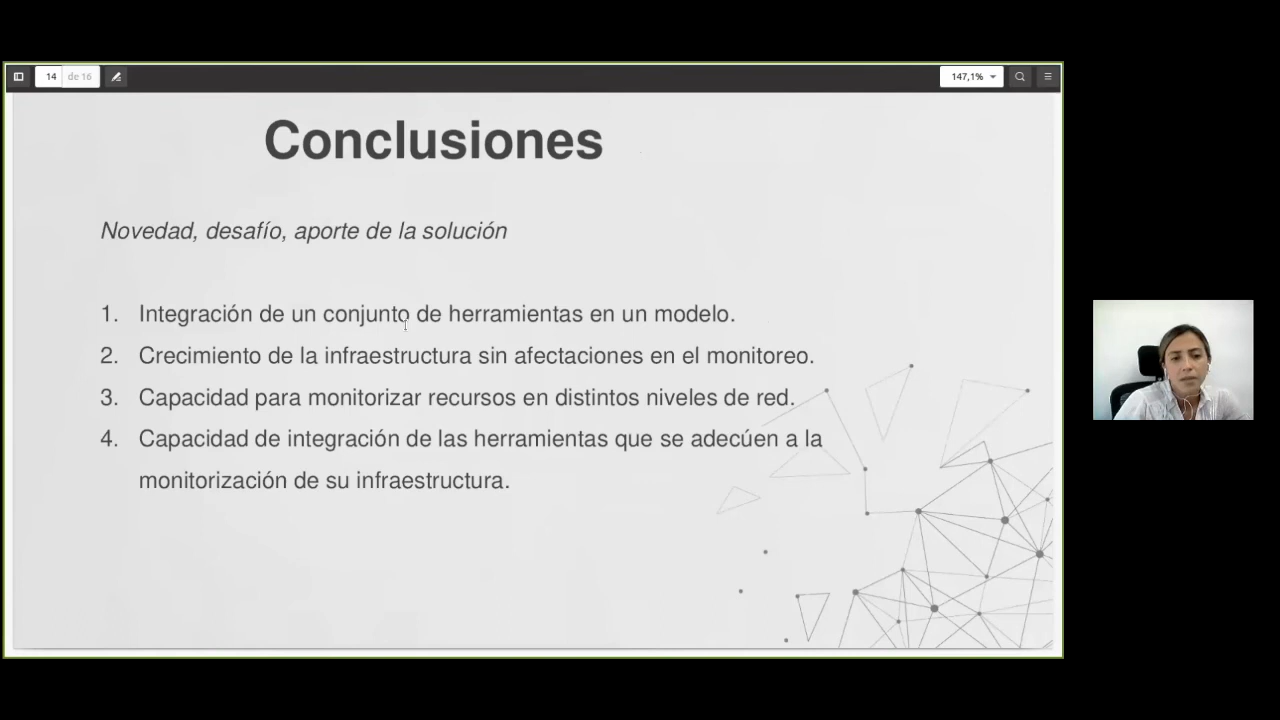 14 de 16
147,1%
Conclusiones
Novedad, desafío, aporte de la solución
1. Integración de un conjunto de herramientas en un modelo.
2. Crecimiento de la infraestructura sin afectaciones en el monitoreo.
3. Capacidad para monitorizar recursos en distintos niveles de red.
4. Capacidad de integración de las herramientas que se adecúen a la
monitorización de su infraestructura.